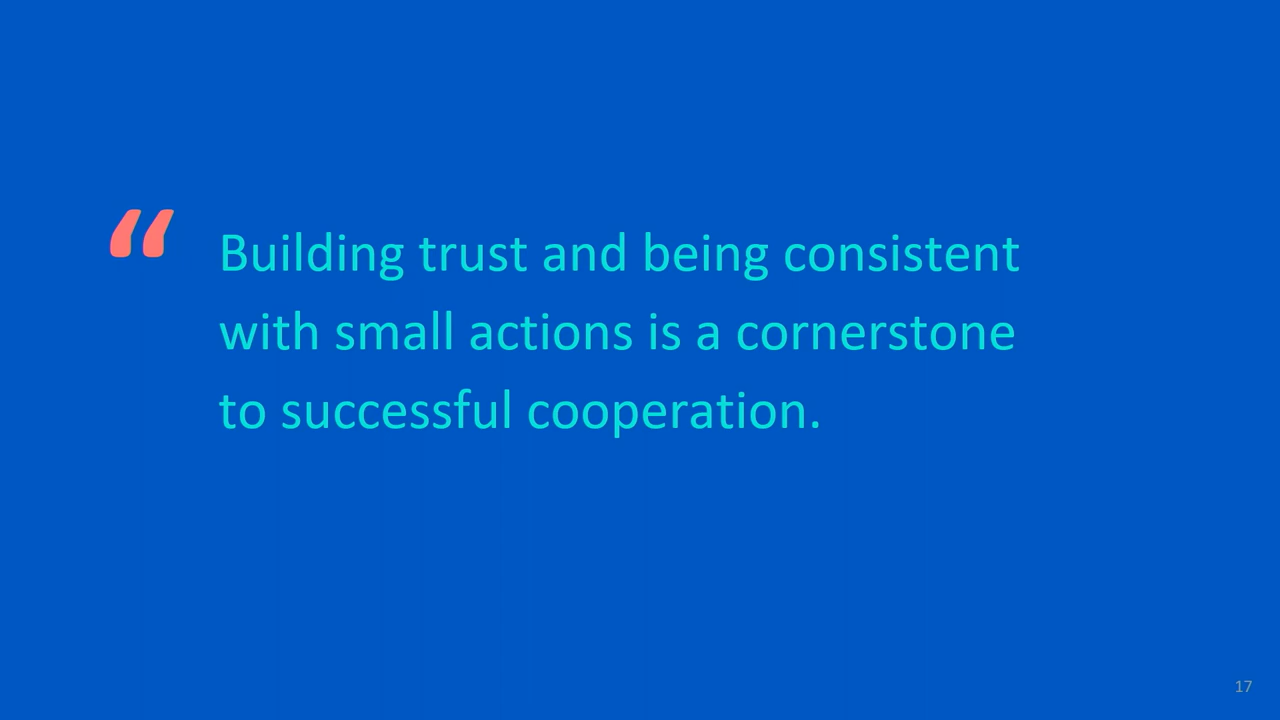 “
Building trust and being consistent
with small actions is a cornerstone
to successful cooperation.
17